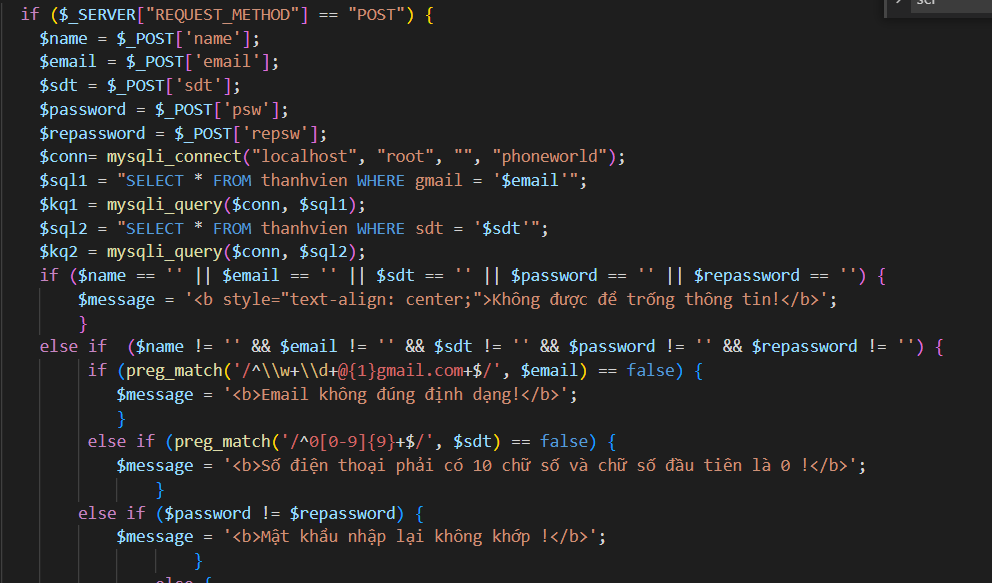 if ($_SERVER["REQUEST_METHOD"] == "POST") {
$name = $_POST['name'];
$email = $_POST['email'];
$sdt = $_POST['sdt'];
$password = $_POST['psw'];
$repassword = $_POST['repsw'];
$conn= mysqli_connect("localhost", "root", "", "phoneworld");
$sql1 = "SELECT * FROM thanhvien WHERE gmail = '$email'";
$kq1 = mysqli_query($conn, $sql1);
$sql2 = "SELECT * FROM thanhvien WHERE sdt = '$sdt'";
$kq2 = mysqli_query($conn, $sql2);
if ($name == '' || $email == '' || $sdt == '' || $password == '' || $repassword == '') {
$message = '<b style="text-align: center;">Không được để trống thông tin!</b>';
}
else if  ($name != '' && $email != '' && $sdt != '' && $password != '' && $repassword != '') {
if (preg_match('/^\\w+\\d+@{1}gmail.com+$/', $email) == false) {
$message = '<b>Email không đúng định dạng!</b>';
}
else if (preg_match('/^0[0-9]{9}+$/', $sdt) == false) {
$message = '<b>Số điện thoại phải có 10 chữ số và chữ số đầu tiên là 0 !</b>';
}
else if ($password != $repassword) {
$message = '<b>Mật khẩu nhập lại không khớp !</b>';
}
else {